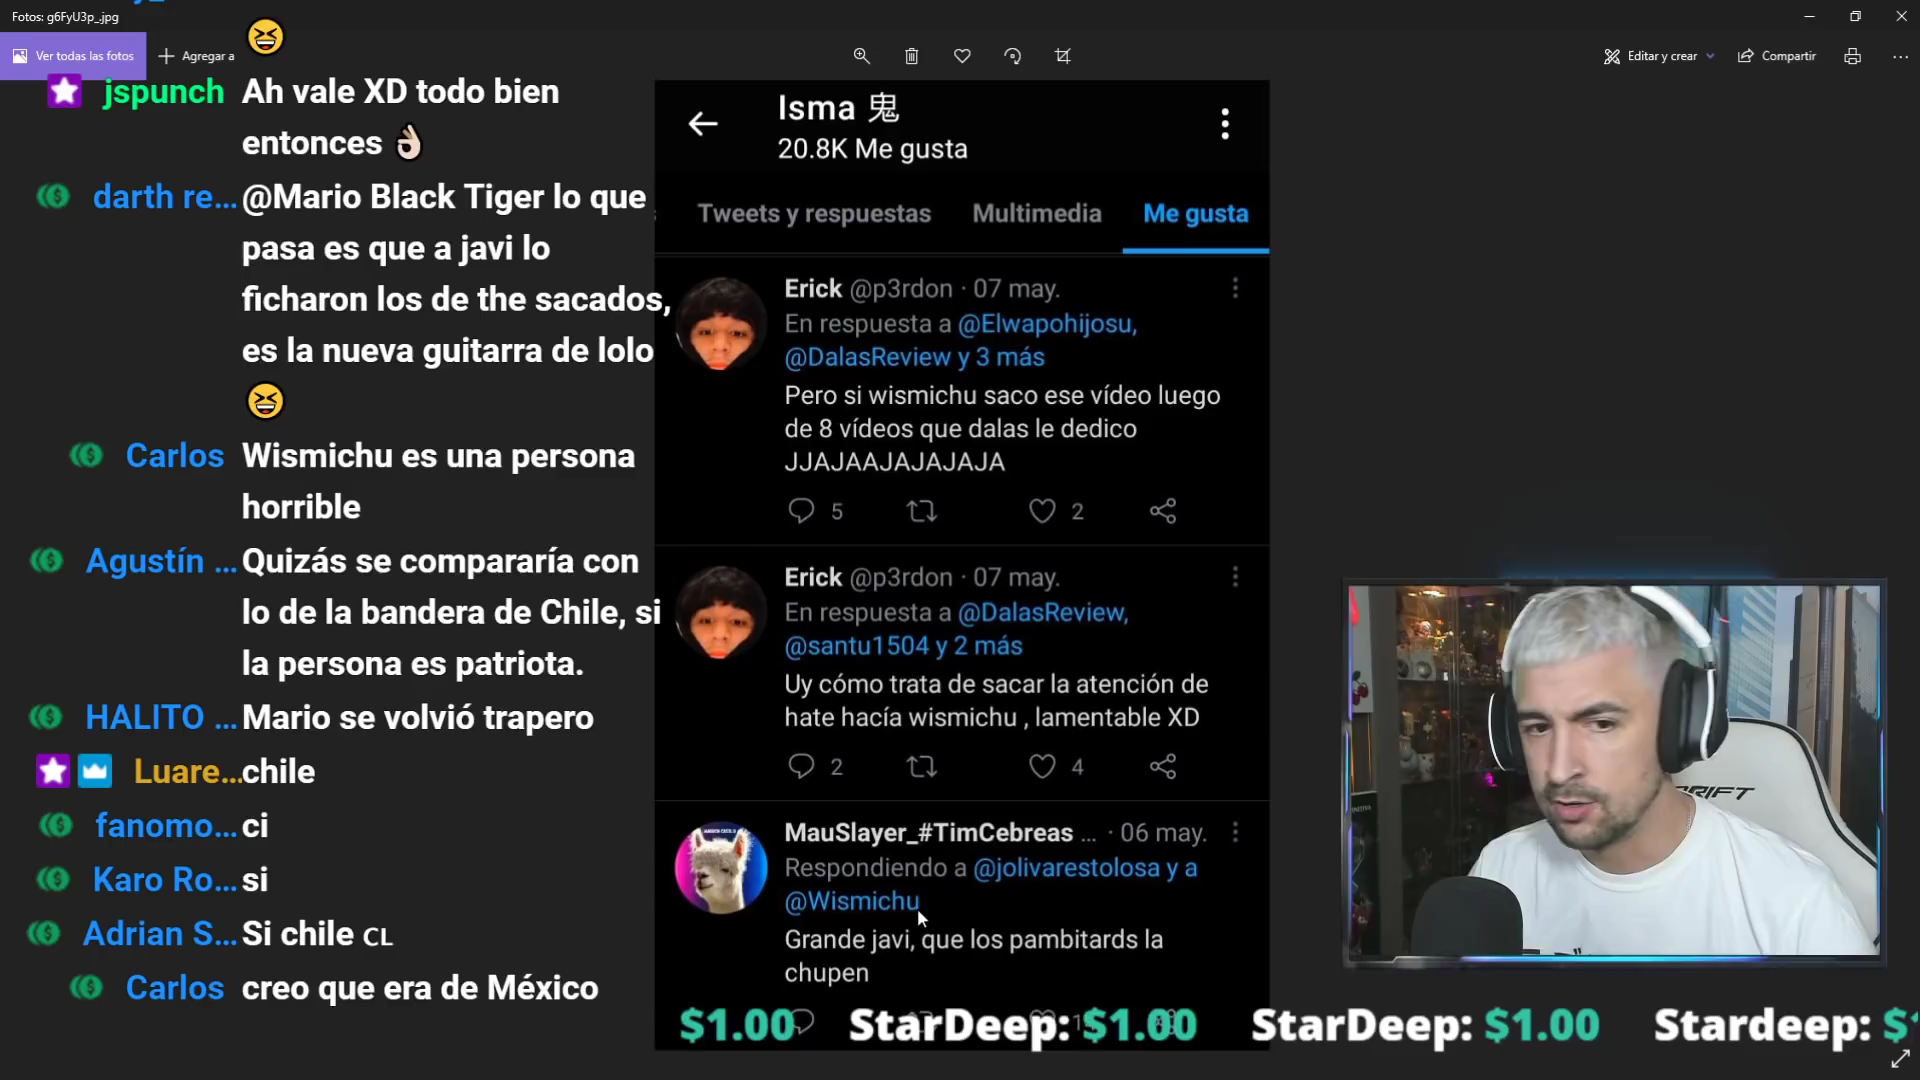 Fotos: g6FyU3p_.jpg
Ver todas las fotos
Agregar a
Editar y crear
Compartir
jspunch Ah vale XD todo bien
entonces 👌🏻
darth re... @Mario Black Tiger lo que
pasa es que a javi lo
ficharon los de the sacados,
es la nueva guitarra de lolo
😆
Carlos Wismichu es una persona
horrible
Agustín ... Quizás se compararía con
lo de la bandera de Chile, si
la persona es patriota.
HALITO ... Mario se volvió trapero
Luare... chile
fanomo... ci
Karo Ro... si
Adrian S... Si chile CL
Carlos creo que era de México
Isma 鬼
20.8K Me gusta
Tweets y respuestas
Multimedia
Me gusta
Erick @p3rdon · 07 may.
En respuesta a @Elwapohijosu,
@DalasReview y 3 más
Pero si wismichu saco ese vídeo luego
de 8 vídeos que dalas le dedico
JJAJAAJAJAJAJA
5
2
Erick @p3rdon · 07 may.
En respuesta a @DalasReview,
@santu1504 y 2 más
Uy cómo trata de sacar la atención de
hate hacía wismichu , lamentable XD
2
4
MauSlayer_#TimCebreas ... · 06 may.
Respondiendo a @jolivarestolosa y a
@Wismichu
Grande javi, que los pambitards la
chupen
$1.00 StarDeep: $1.00 StarDeep: $1.00 Stardeep: $